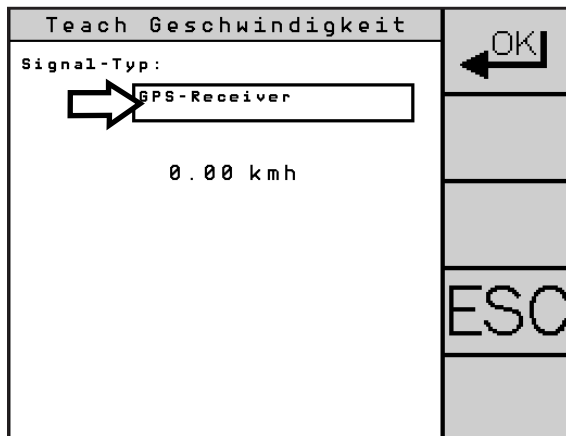 Teach Geschwindigkeit
OK
Signal-Typ:
GPS-Receiver
0.00 kmh
ESC